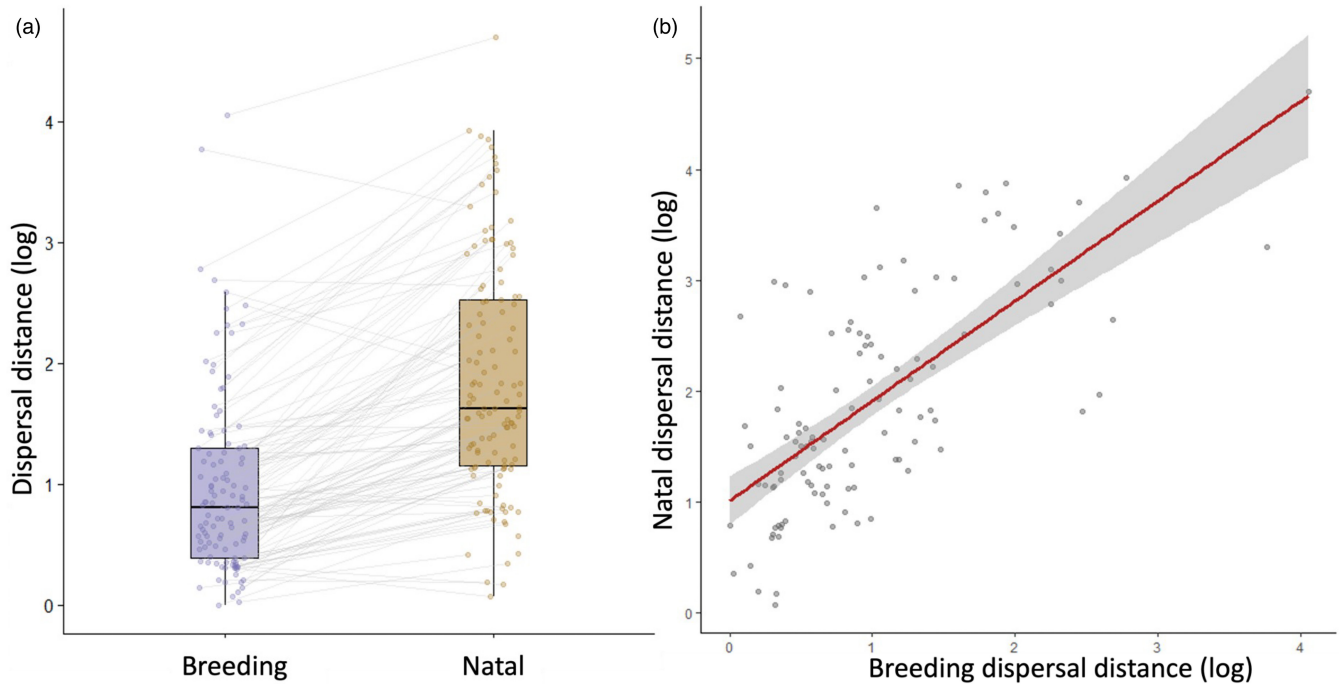 (a)
Dispersal distance (log)
4
3
2
1
0
Breeding
Natal
(b)
Natal dispersal distance (log)
5
4
3
2
1
0
0
1
2
3
4
Breeding dispersal distance (log)